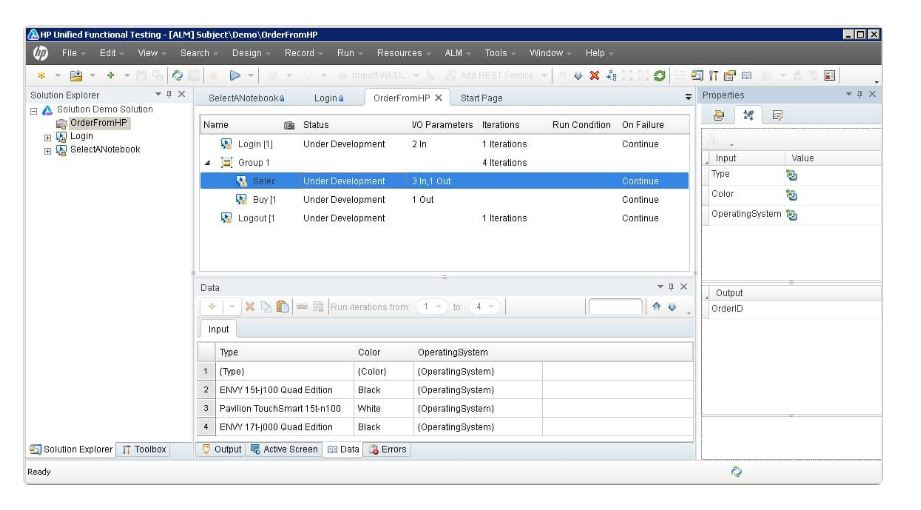 HP Unified Functional Testing - [ALM] Subject\Demo\OrderFromHP
hp File Edit View Search Design Record Run Resources ALM Tools Window Help
Import WSDL Add REST Service
Solution Explorer
Solution Demo Solution
OrderFromHP
Login
SelectANotebook
SelectANotebook Login OrderFromHP Start Page
Name Status I/O Parameters Iterations Run Condition On Failure
Login [1] Under Development 2 In 1 Iterations Continue
Group 1 4 Iterations
Selec Under Development 3 In,1 Out Continue
Buy [1 Under Development 1 Out Continue
Logout [1 Under Development 1 Iterations Continue
Data
Run iterations from: 1 to: 4
Input
Type Color OperatingSystem
1 {Type} {Color} {OperatingSystem}
2 ENVY 15t-j100 Quad Edition Black {OperatingSystem}
3 Pavilion TouchSmart 15t-n100 White {OperatingSystem}
4 ENVY 17t-j000 Quad Edition Black {OperatingSystem}
Properties
Input Value
Type
Color
OperatingSystem
Output
OrderID
Solution Explorer Toolbox
Output Active Screen Data Errors
Ready